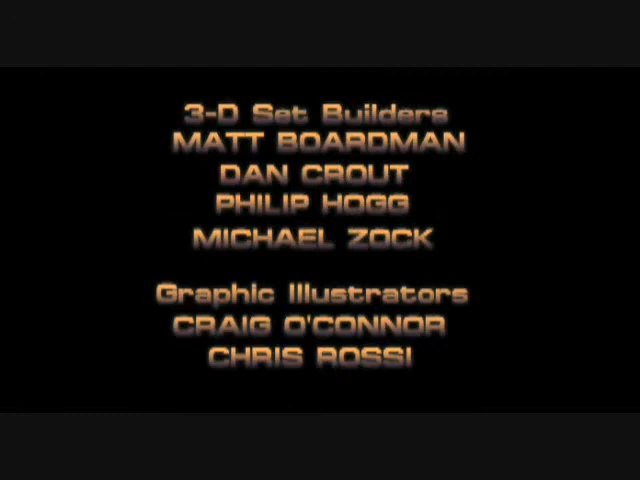 3-D Set Builders
MATT BOARDMAN
DAN CROUT
PHILIP HOGG
MICHAEL ZOCK
Graphic Illustrators
CRAIG O'CONNOR
CHRIS ROSSI